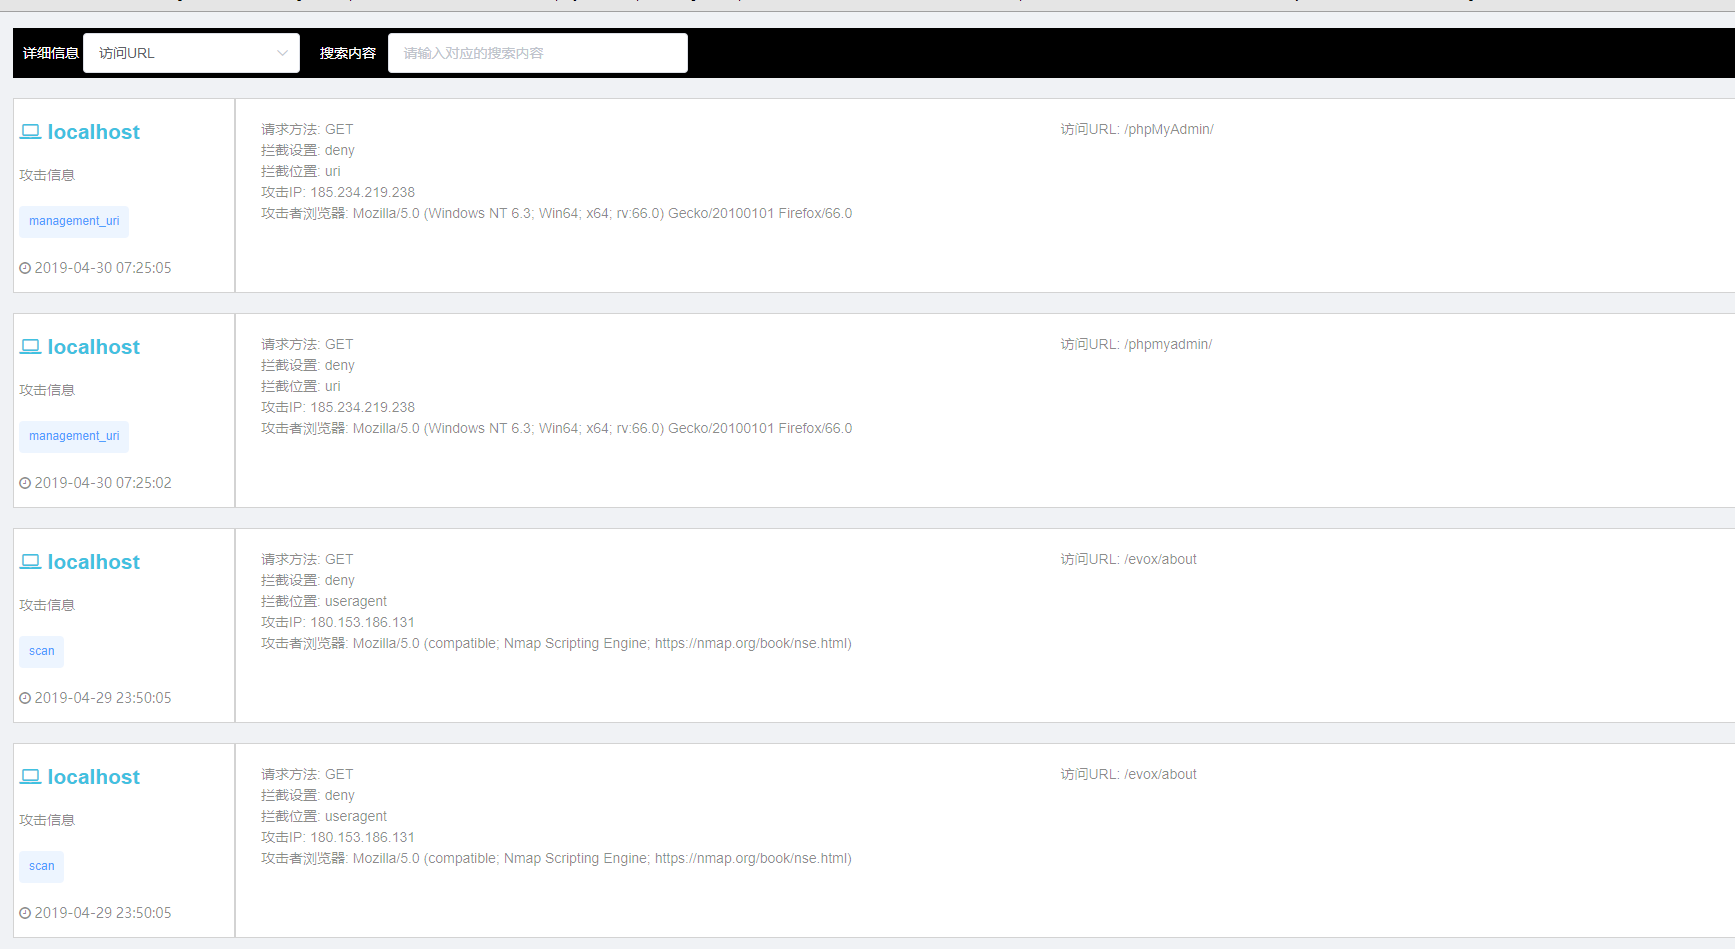 详细信息 访问URL 搜索内容 请输入对应的搜索内容
localhost
攻击信息
management_uri
2019-04-30 07:25:05
请求方法: GET
拦截设置: deny
拦截位置: uri
攻击IP: 185.234.219.238
攻击者浏览器: Mozilla/5.0 (Windows NT 6.3; Win64; x64; rv:66.0) Gecko/20100101 Firefox/66.0
访问URL: /phpMyAdmin/
localhost
攻击信息
management_uri
2019-04-30 07:25:02
请求方法: GET
拦截设置: deny
拦截位置: uri
攻击IP: 185.234.219.238
攻击者浏览器: Mozilla/5.0 (Windows NT 6.3; Win64; x64; rv:66.0) Gecko/20100101 Firefox/66.0
访问URL: /phpmyadmin/
localhost
攻击信息
scan
2019-04-29 23:50:05
请求方法: GET
拦截设置: deny
拦截位置: useragent
攻击IP: 180.153.186.131
攻击者浏览器: Mozilla/5.0 (compatible; Nmap Scripting Engine; https://nmap.org/book/nse.html)
访问URL: /evox/about
localhost
攻击信息
scan
2019-04-29 23:50:05
请求方法: GET
拦截设置: deny
拦截位置: useragent
攻击IP: 180.153.186.131
攻击者浏览器: Mozilla/5.0 (compatible; Nmap Scripting Engine; https://nmap.org/book/nse.html)
访问URL: /evox/about